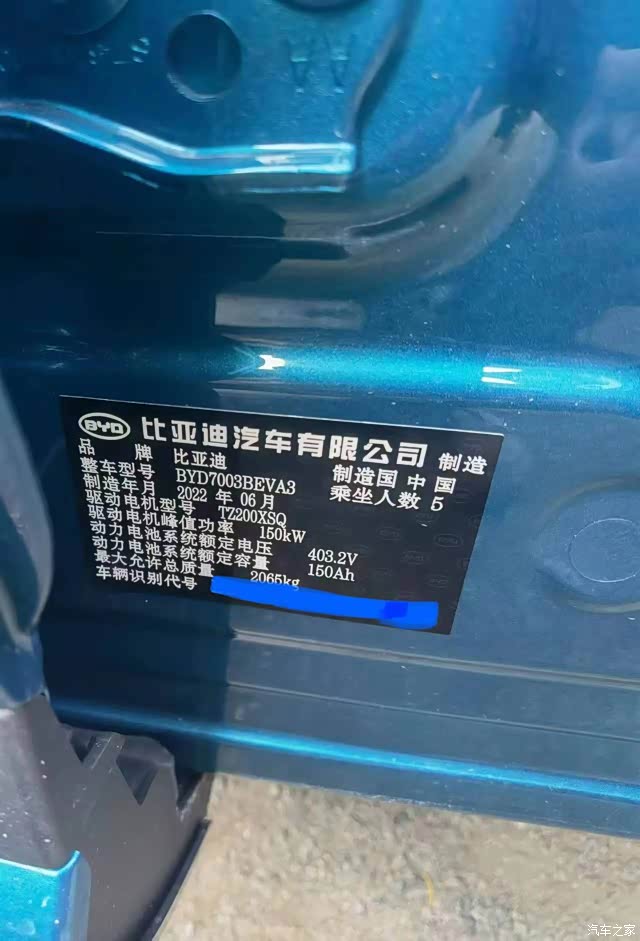 BYD 比亚迪汽车有限公司 制造
品牌 比亚迪 制造国 中国
整车型号 BYD7003BEVA3 乘坐人数 5
制造年月 2022 年 06 月
驱动电机型号 TZ200XSQ
驱动电机峰值功率 150kW
动力电池系统额定电压 403.2V
动力电池系统额定容量 150Ah
最大允许总质量 2065kg
车辆识别代号
汽车之家